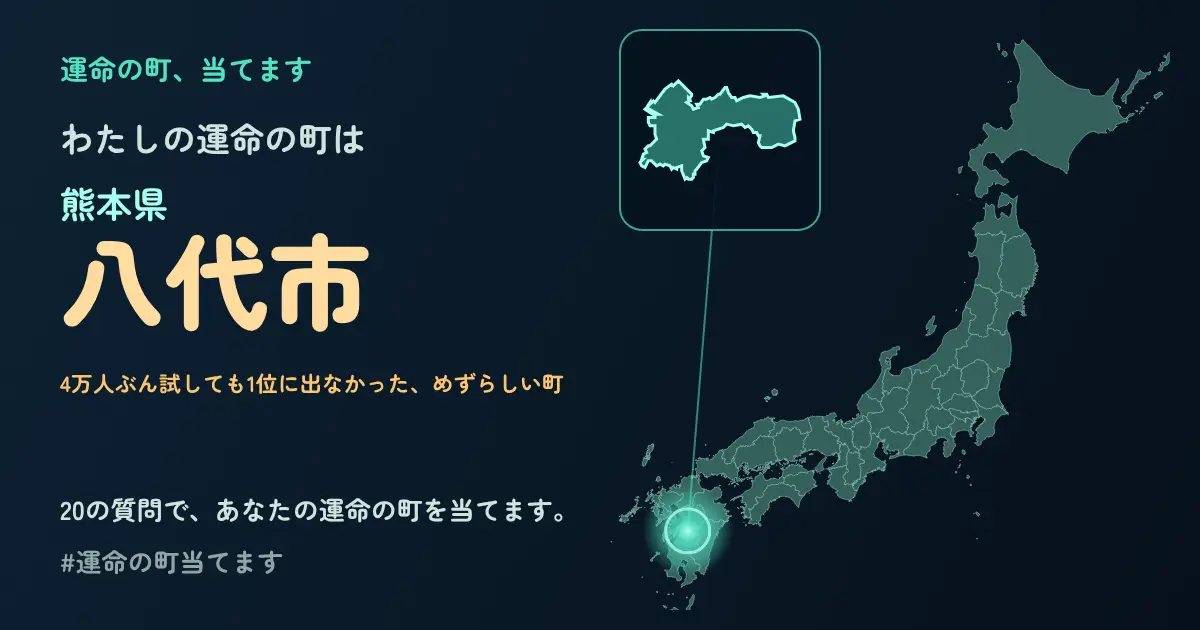 運命の町、当てます
わたしの運命の町は
熊本県
八代市
4万人ぶん試しても1位に出なかった、めずらしい町
20の質問で、あなたの運命の町を当てます。
#運命の町当てます